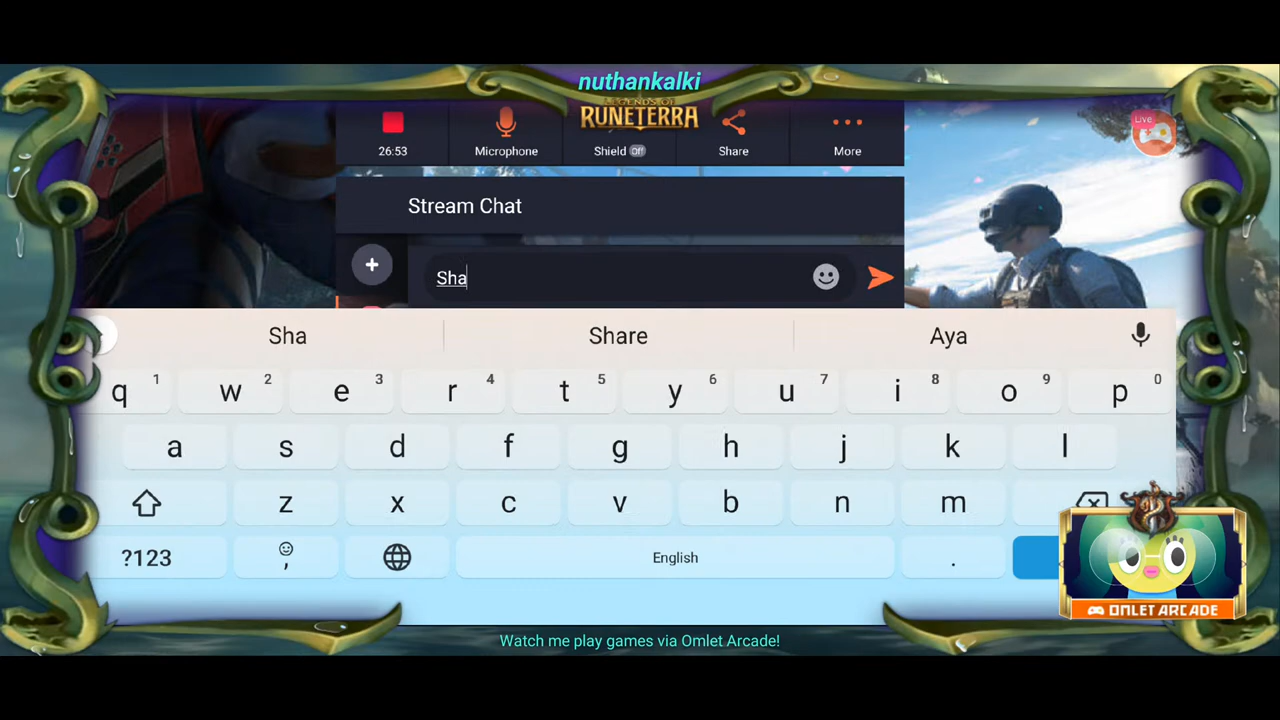 nuthankalki
LEGENDS OF
RUNETERRA
Live
26:53
Microphone
Shield Off
Share
More
Stream Chat
Sha
Sha Share Aya
q 1 w 2 e 3 r 4 t 5 y 6 u 7 i 8 o 9 p 0
a s d f g h j k l
z x c v b n m
?123 , English .
OMLET ARCADE
Watch me play games via Omlet Arcade!